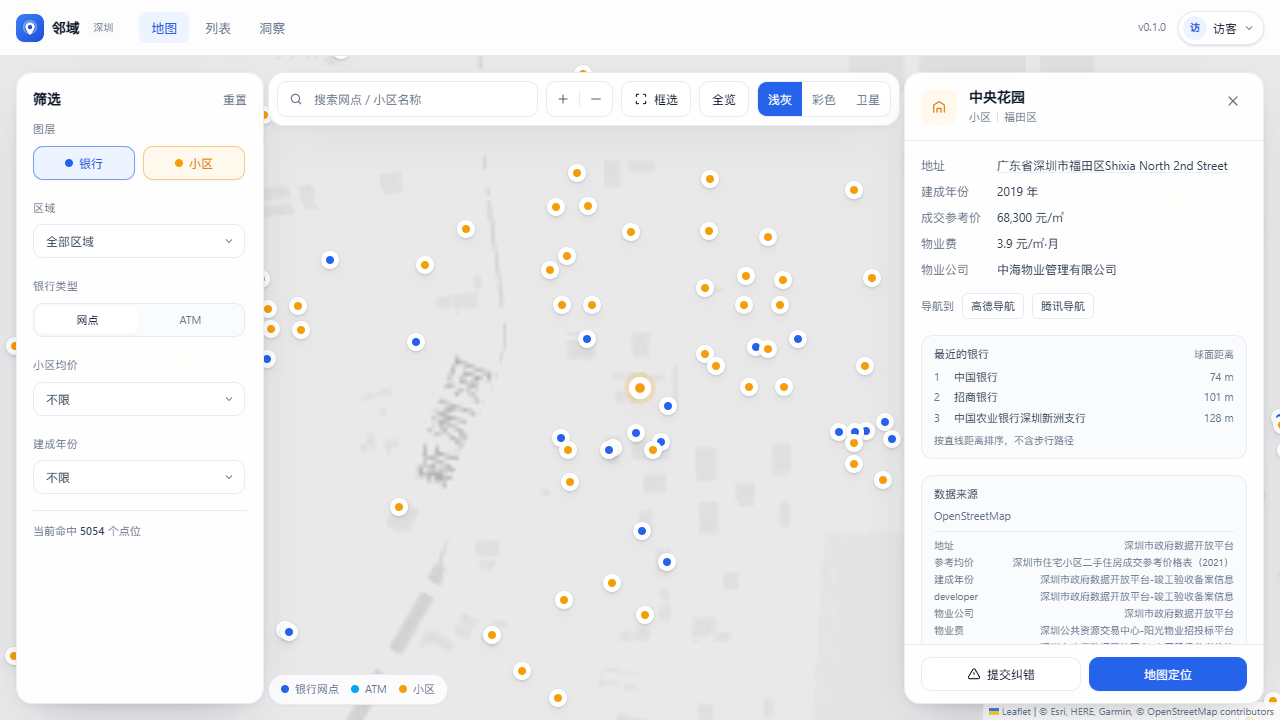 邻域 深圳 地图 列表 洞察 v0.1.0 访 访客
筛选 重置
图层
银行 小区
区域
全部区域
银行类型
网点 ATM
小区均价
不限
建成年份
不限
当前命中 5054 个点位
搜索网点 / 小区名称 框选 全览 浅灰 彩色 卫星
新洲河
银行网点 ATM 小区
中央花园
小区 福田区
地址 广东省深圳市福田区Shixia North 2nd Street
建成年份 2019 年
成交参考价 68,300 元/㎡
物业费 3.9 元/㎡·月
物业公司 中海物业管理有限公司
导航到 高德导航 腾讯导航
最近的银行 球面距离
1 中国银行 74 m
2 招商银行 101 m
3 中国农业银行深圳新洲支行 128 m
按直线距离排序，不含步行路径
数据来源
OpenStreetMap
地址 深圳市政府数据开放平台
参考均价 深圳市住宅小区二手住房成交参考价格表（2021）
建成年份 深圳市政府数据开放平台-竣工验收备案信息
developer 深圳市政府数据开放平台-竣工验收备案信息
物业公司 深圳市政府数据开放平台
物业费 深圳公共资源交易中心-阳光物业招投标平台
提交纠错 地图定位
Leaflet | © Esri, HERE, Garmin, © OpenStreetMap contributors